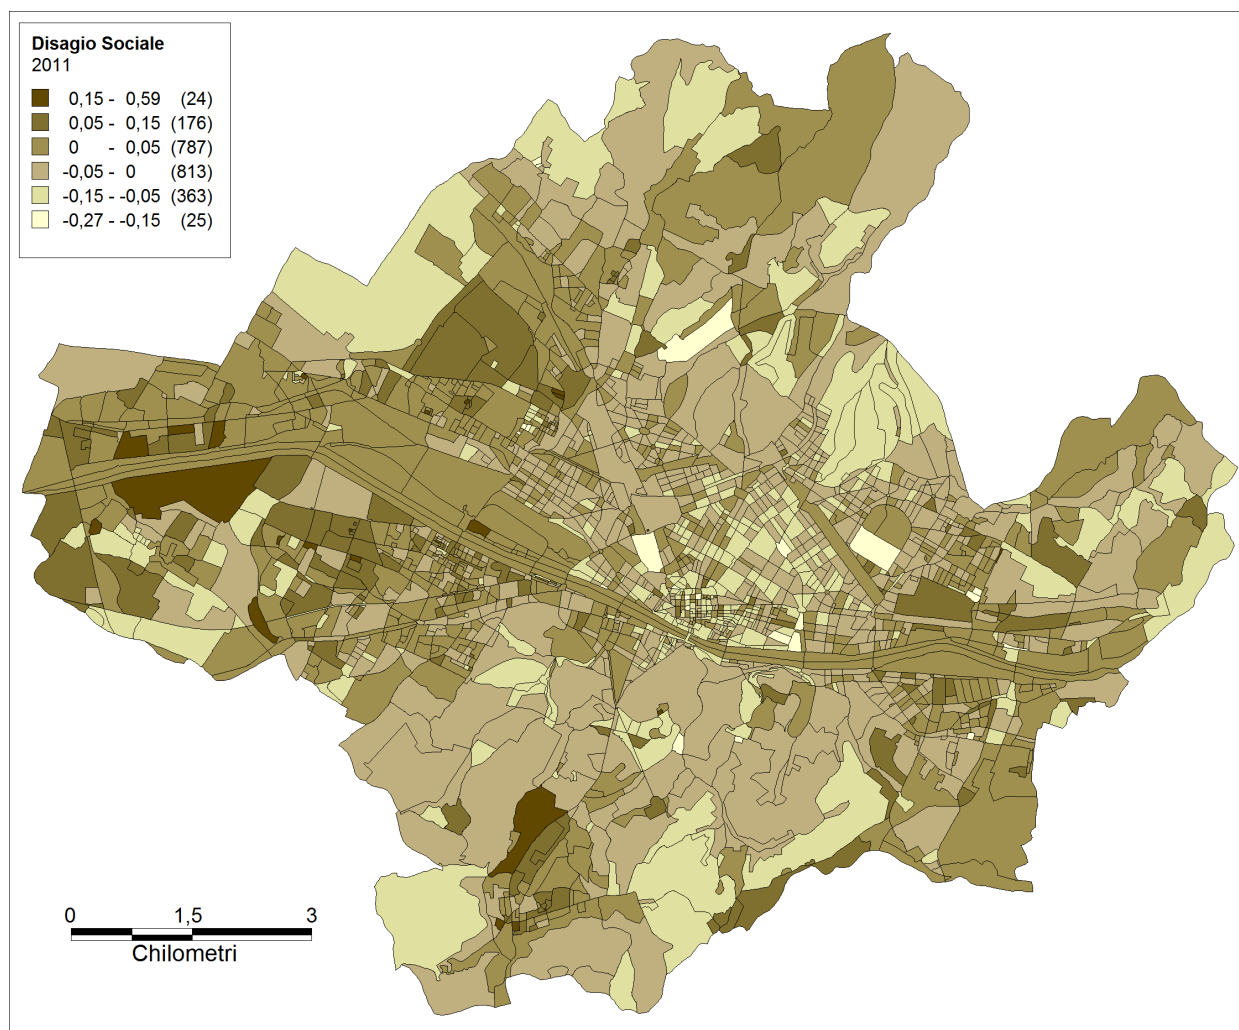 Disagio Sociale
2011
0,15 - 0,59 (24)
0,05 - 0,15 (176)
0 - 0,05 (787)
-0,05 - 0 (813)
-0,15 - -0,05 (363)
-0,27 - -0,15 (25)
0 1,5 3
Chilometri